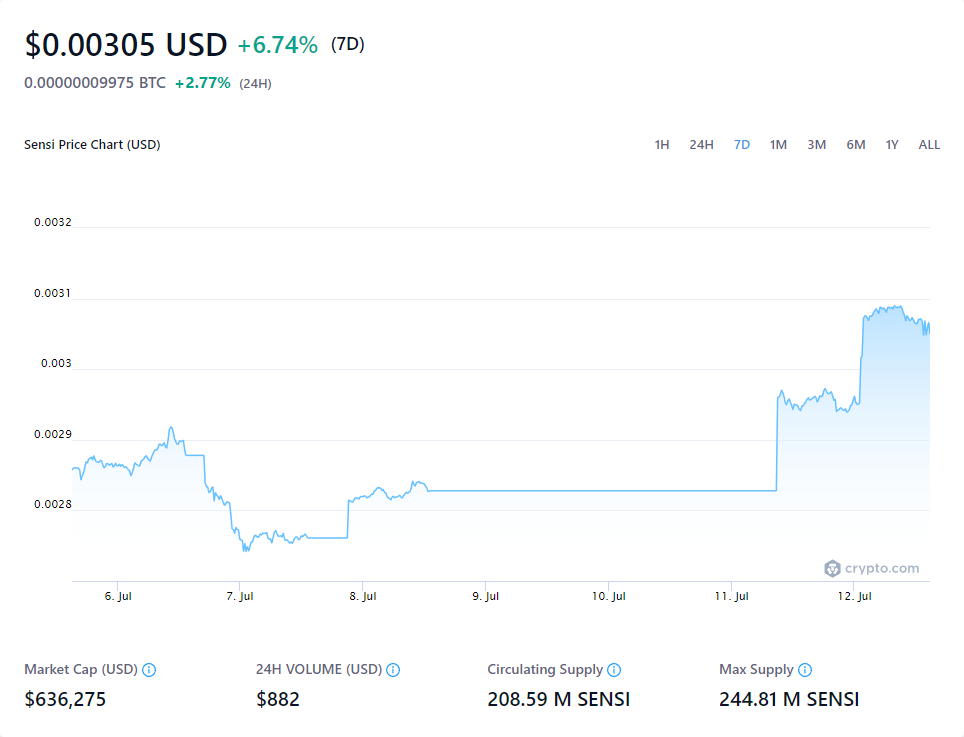 $0.00305 USD +6.74% (7D)
0.00000009975 BTC +2.77% (24H)
Sensi Price Chart (USD) 1H 24H 7D 1M 3M 6M 1Y ALL
0.0032
0.0031
0.003
0.0029
0.0028
crypto.com
6. Jul 7. Jul 8. Jul 9. Jul 10. Jul 11. Jul 12. Jul
Market Cap (USD) 24H VOLUME (USD) Circulating Supply Max Supply
$636,275 $882 208.59 M SENSI 244.81 M SENSI